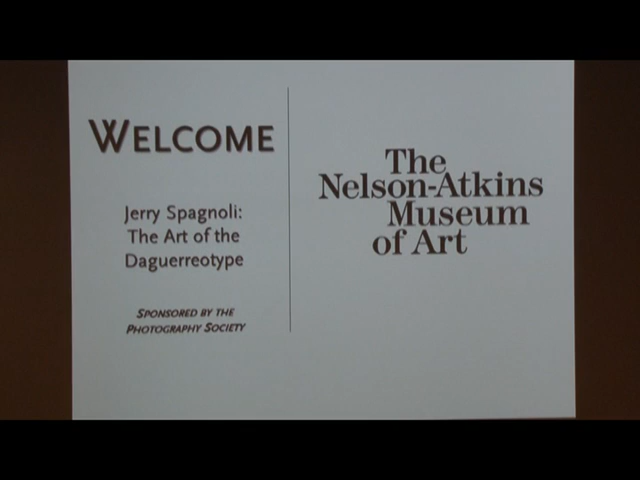 WELCOME
Jerry Spagnoli:
The Art of the
Daguerreotype
SPONSORED BY THE
PHOTOGRAPHY SOCIETY
The
Nelson-Atkins
Museum
of Art